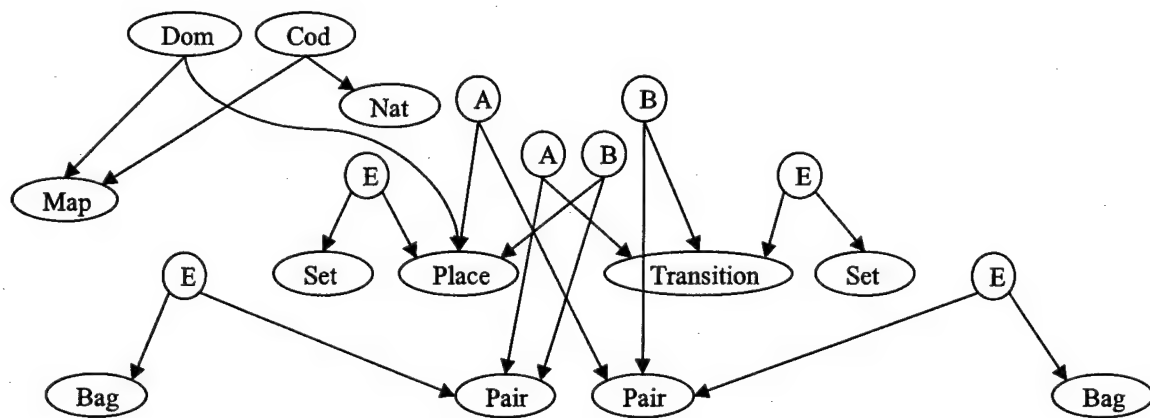 Dom Cod
Nat A B
A B
Map E E
Set Place Transition Set
E E
Bag Pair Pair Bag